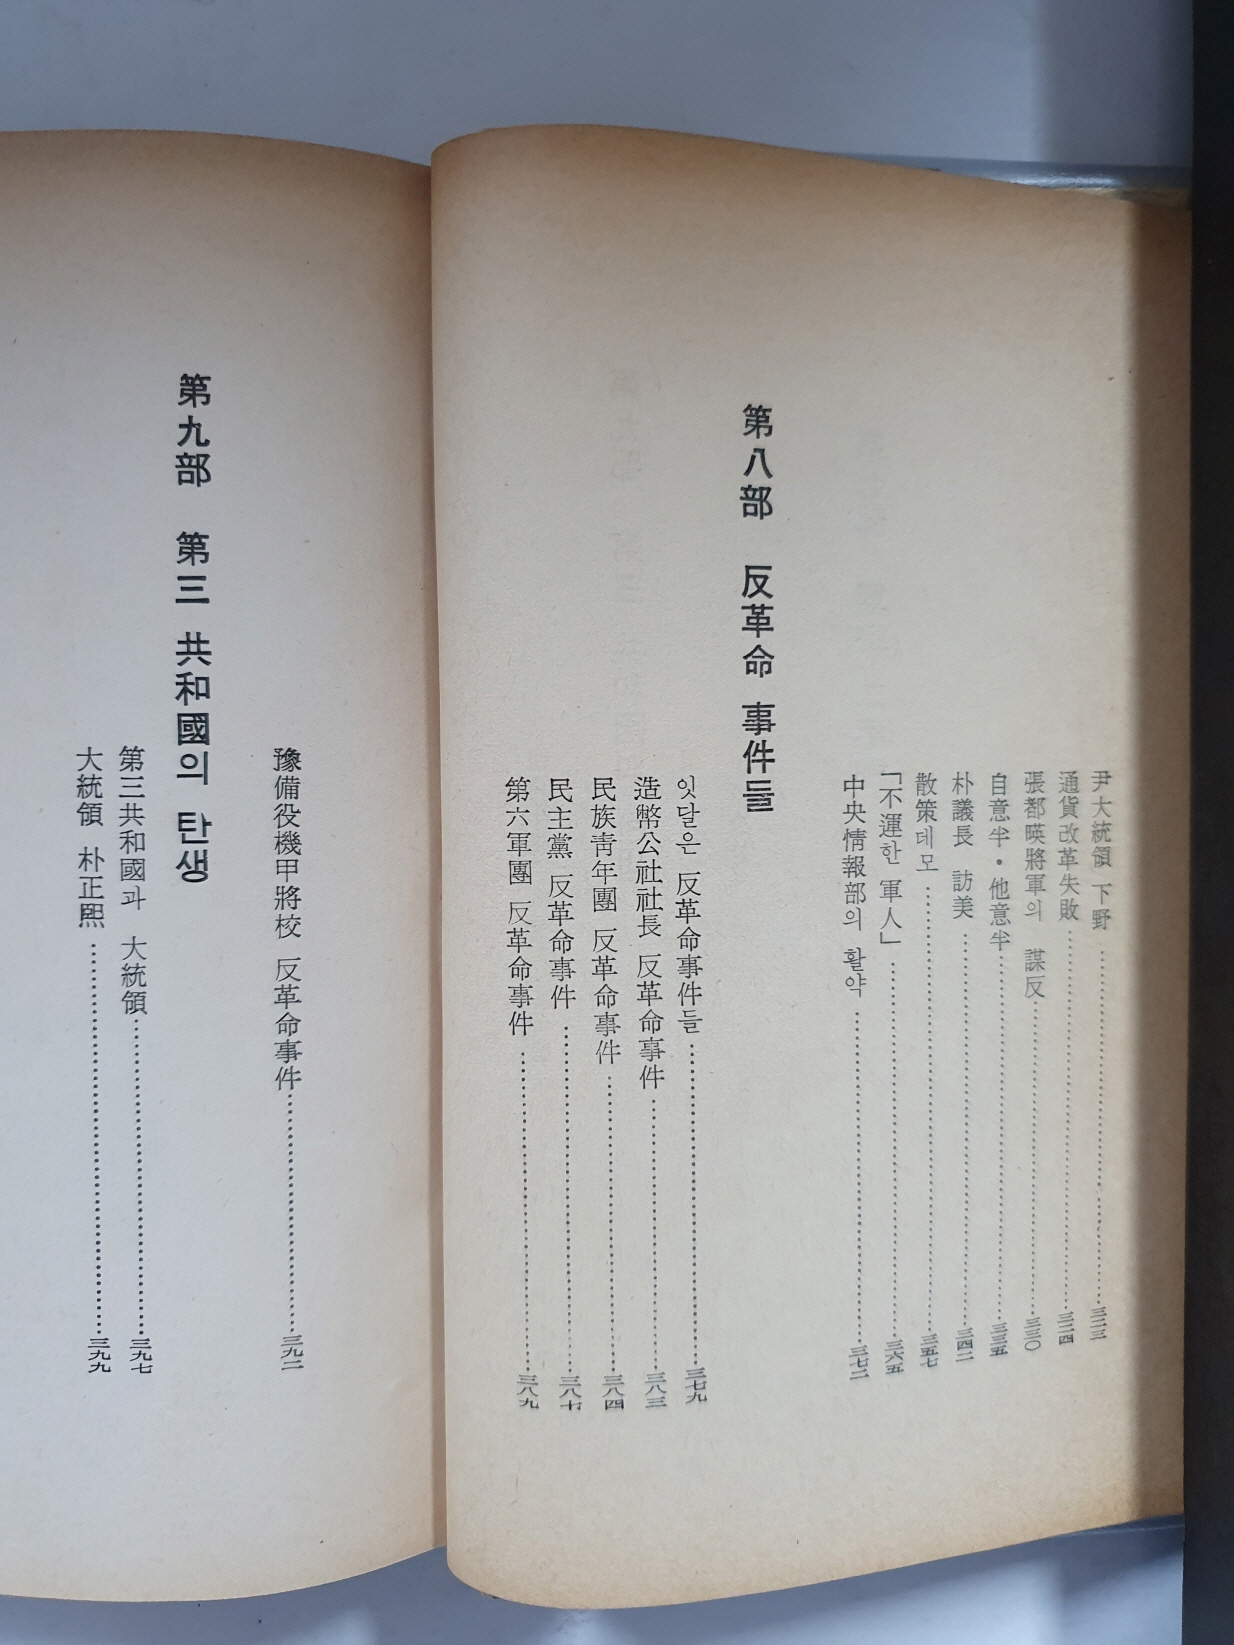 尹大統領 下野……三二三
通貨改革失敗……三二四
張都暎將軍의 謀反……三三〇
自意半・他意半……三三五
朴議長 訪美……三四二
散策데모……三五七
「不運한 軍人」……三六五
中央情報部의 활약……三七二
第八部 反革命 事件들
잇달은 反革命事件들……三七九
造幣公社社長 反革命事件……三八三
民族靑年團 反革命事件……三八四
民主黨 反革命事件……三八七
第六軍團 反革命事件……三八九
豫備役機甲將校 反革命事件……三九二
第九部 第三 共和國의 탄생
第三共和國과 大統領……三九七
大統領 朴正熙……三九九